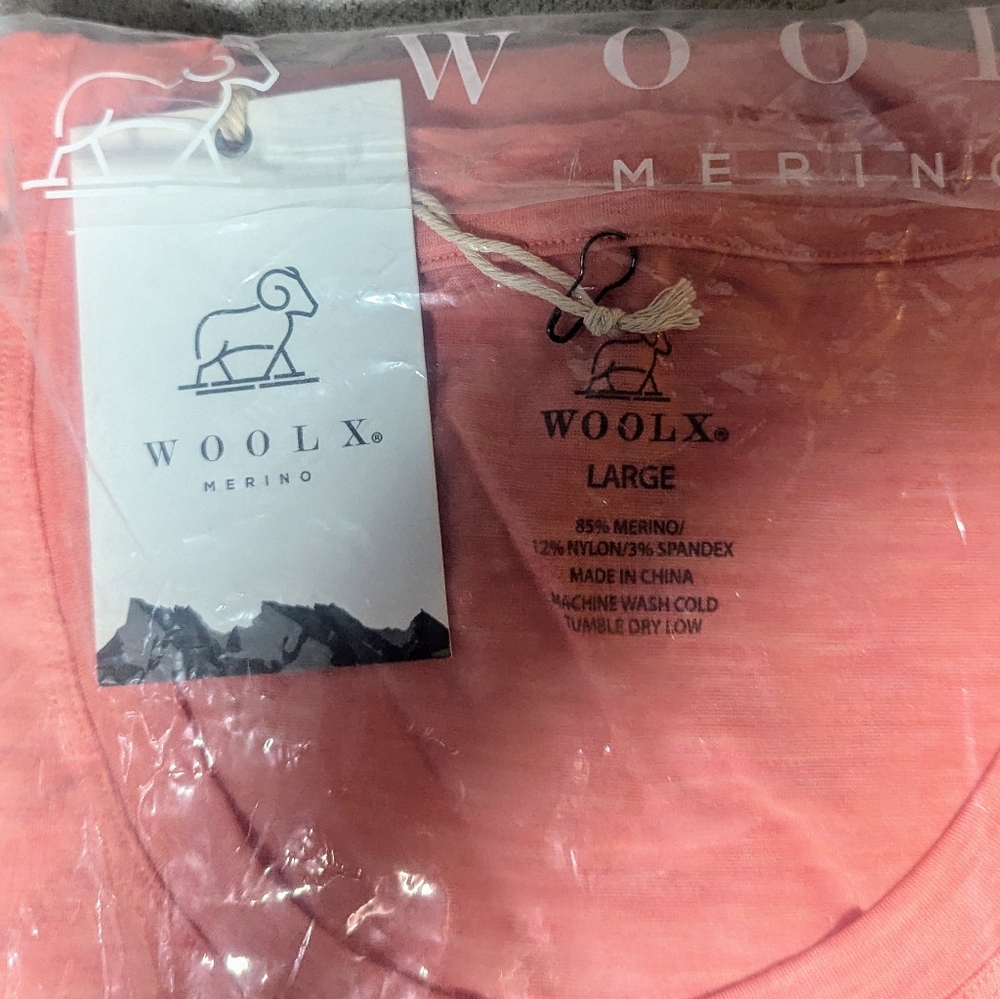 WOOL
MERINO
WOOLX®
MERINO
WOOLX®
LARGE
85% MERINO/
12% NYLON/3% SPANDEX
MADE IN CHINA
MACHINE WASH COLD
TUMBLE DRY LOW